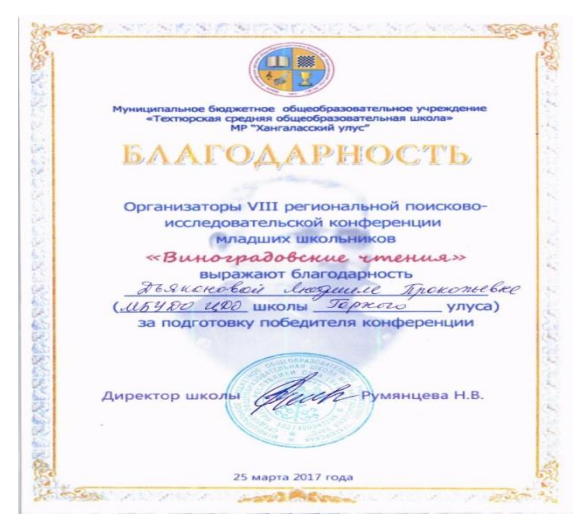 Муниципальное бюджетное общеобразовательное учреждение
«Техтюрская средняя общеобразовательная школа»
МР "Хангаласский улус"
БЛАГОДАРНОСТЬ
Организаторы VIII региональной поисково-
исследовательской конференции
младших школьников
«Виноградовские чтения»
выражают благодарность
Дьяконовой Людмиле Прокопьевне
(МБУДО ЦДО школы Горного улуса)
за подготовку победителя конференции
Директор школы Румянцева Н.В.
25 марта 2017 года